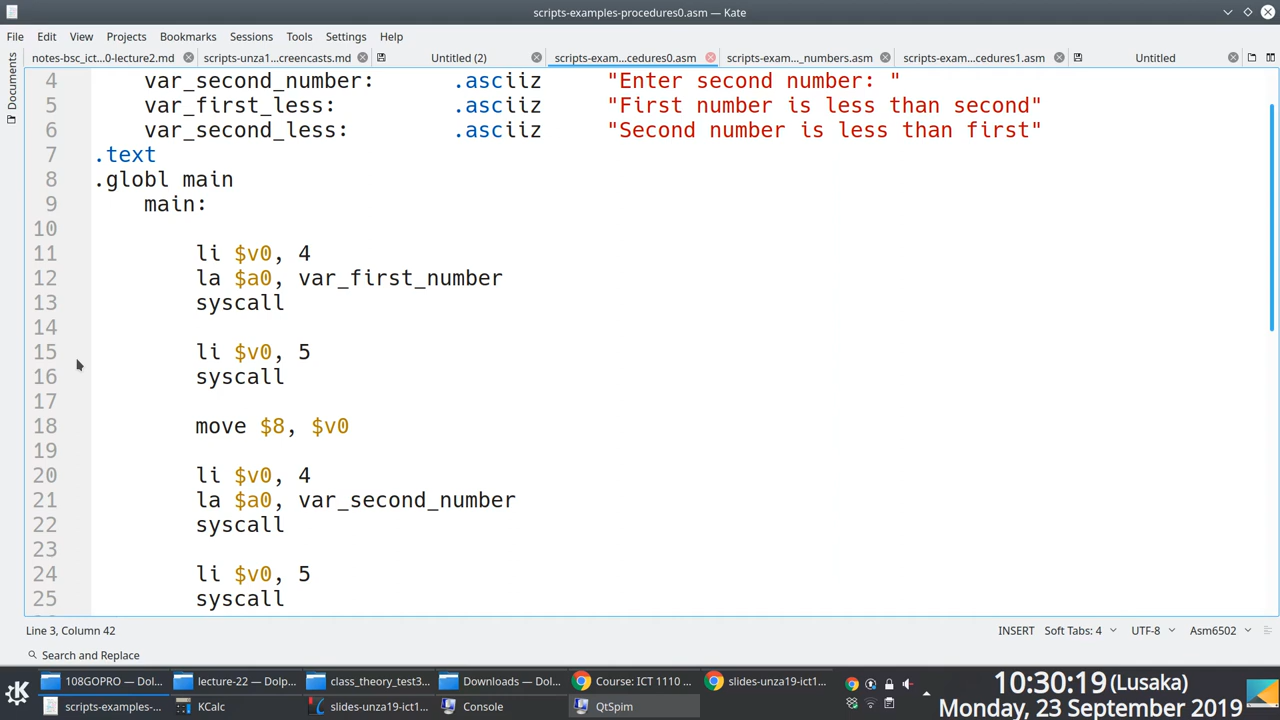 scripts-examples-procedures0.asm — Kate
File Edit View Projects Bookmarks Sessions Tools Settings Help
notes-bsc_ict...0-lecture2.md scripts-unza1...creencasts.md Untitled (2) scripts-exam...cedures0.asm scripts-exam..._numbers.asm scripts-exam...cedures1.asm Untitled
Documents
4 var_second_number: .asciiz "Enter second number: "
5 var_first_less: .asciiz "First number is less than second"
6 var_second_less: .asciiz "Second number is less than first"
7 .text
8 .globl main
9 main:
10
11 li $v0, 4
12 la $a0, var_first_number
13 syscall
14
15 li $v0, 5
16 syscall
17
18 move $8, $v0
19
20 li $v0, 4
21 la $a0, var_second_number
22 syscall
23
24 li $v0, 5
25 syscall
Line 3, Column 42 INSERT Soft Tabs: 4 UTF-8 Asm6502
Search and Replace
108GOPRO — Dol... lecture-22 — Dolp... class_theory_test3... Downloads — Dol... Course: ICT 1110 ... slides-unza19-ict1... 10:30:19 (Lusaka)
scripts-examples-... KCalc slides-unza19-ict1... Console QtSpim Monday, 23 September 2019